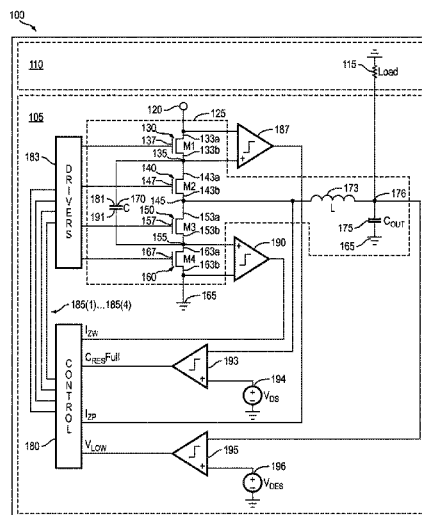 100
110
115
Load
105
120
125
130
133a
187
137
M1
133b
135
183
DRIVERS
140
143a
147
M2
143b
181
170
145
173
176
C
150
153a
L
191
157
M3
153b
175
COUT
155
165
163a
167
M4
190
163b
160
165
185(1)...185(4)
IZW
193
CRESFull
194
VDS
CONTROL
IZP
195
VLOW
196
180
VDES